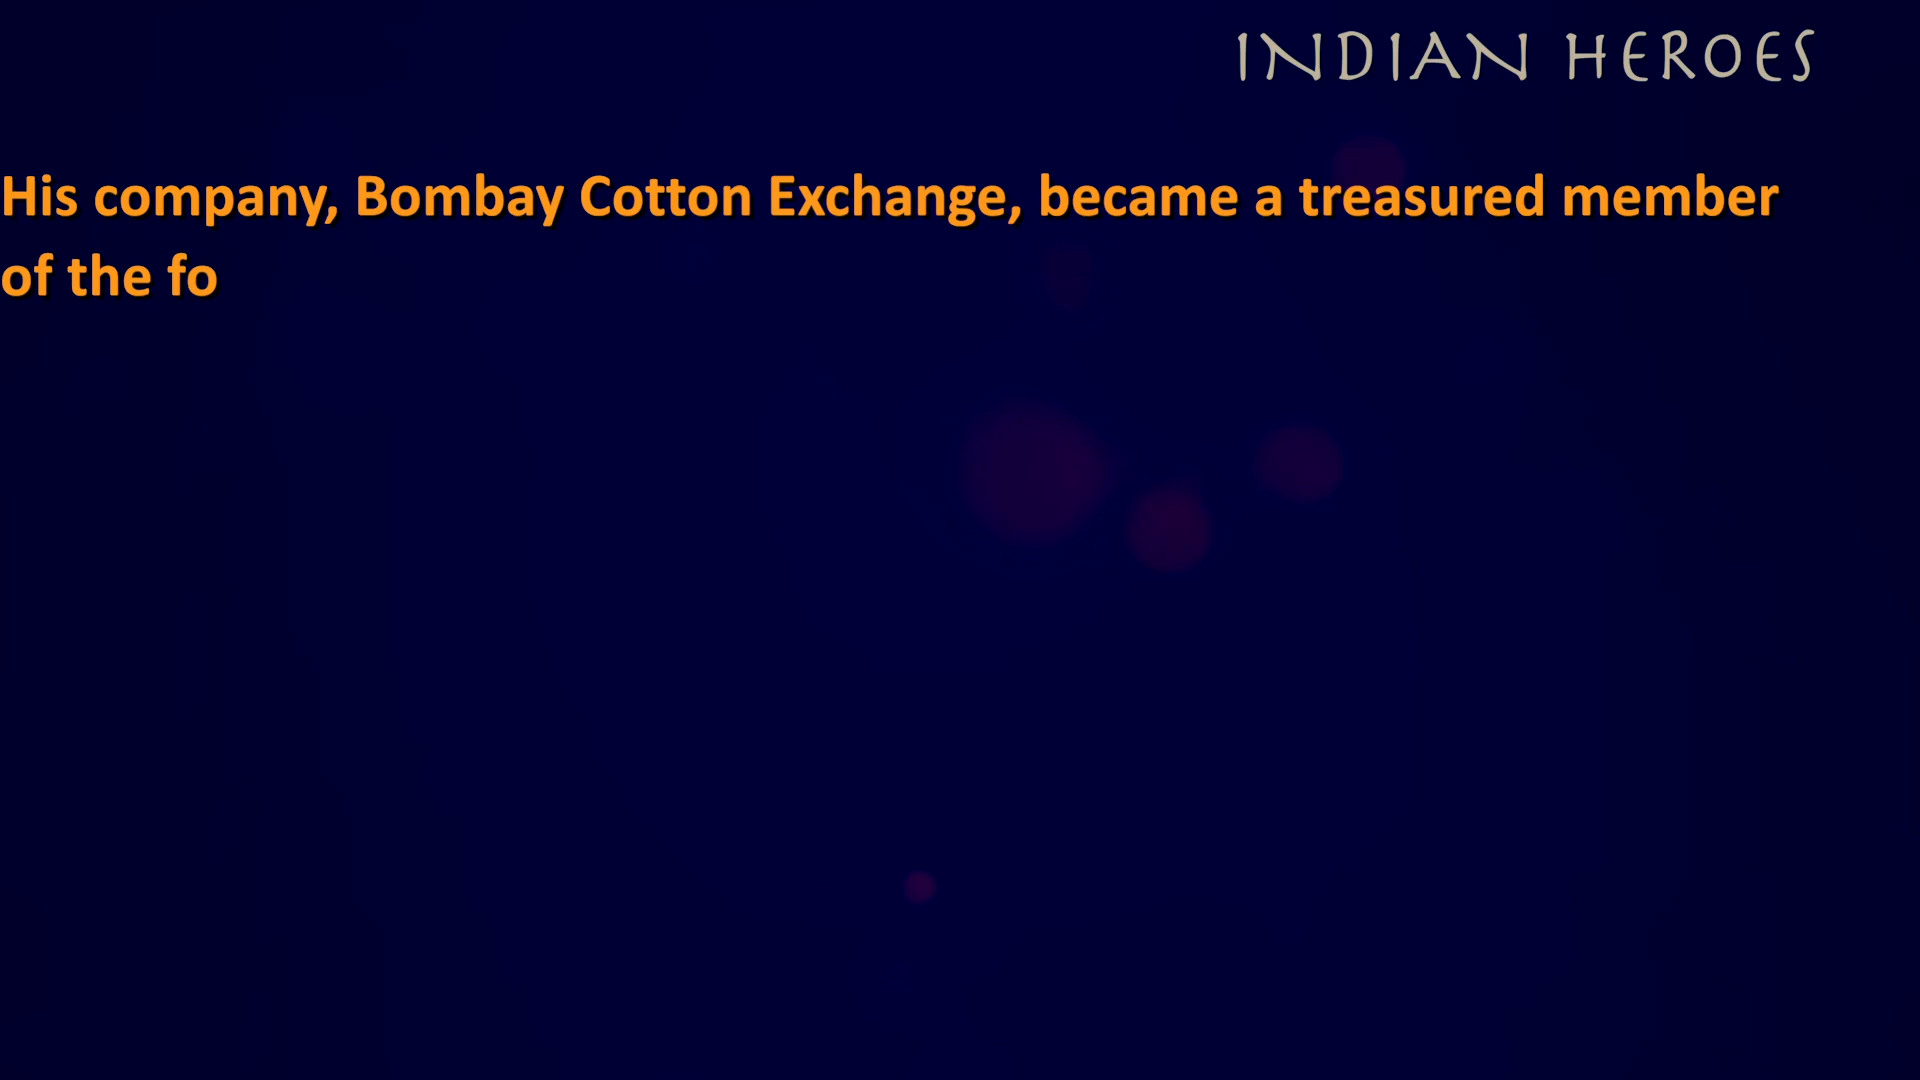 INDIAN HEROES
His company, Bombay Cotton Exchange, became a treasured member
of the fo